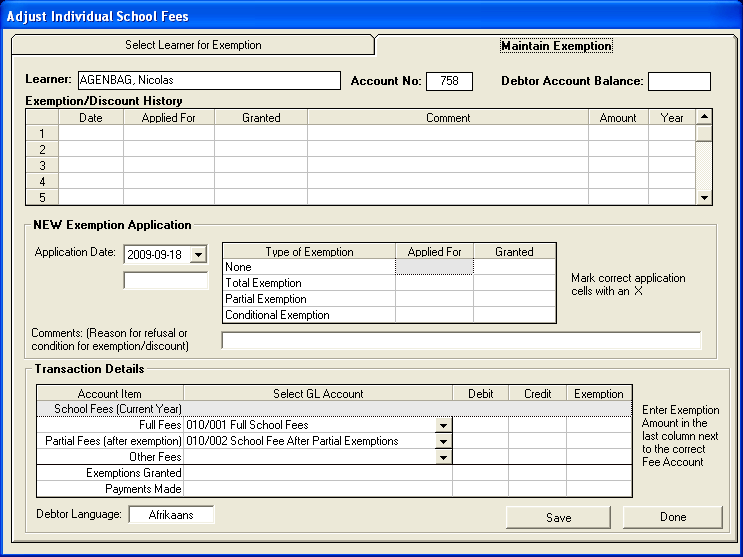 Adjust Individual School Fees
Select Learner for Exemption
Maintain Exemption
Learner: AGENBAG, Nicolas Account No: 758 Debtor Account Balance:
Exemption/Discount History
Date Applied For Granted Comment Amount Year
1
2
3
4
5
NEW Exemption Application
Application Date: 2009-09-18
Type of Exemption Applied For Granted
None
Total Exemption
Partial Exemption
Conditional Exemption
Mark correct application
cells with an X
Comments: (Reason for refusal or
condition for exemption/discount)
Transaction Details
Account Item Select GL Account Debit Credit Exemption
School Fees (Current Year)
Full Fees 010/001 Full School Fees
Partial Fees (after exemption) 010/002 School Fee After Partial Exemptions
Other Fees
Exemptions Granted
Payments Made
Enter Exemption
Amount in the
last column next
to the correct
Fee Account
Debtor Language: Afrikaans
Save
Done